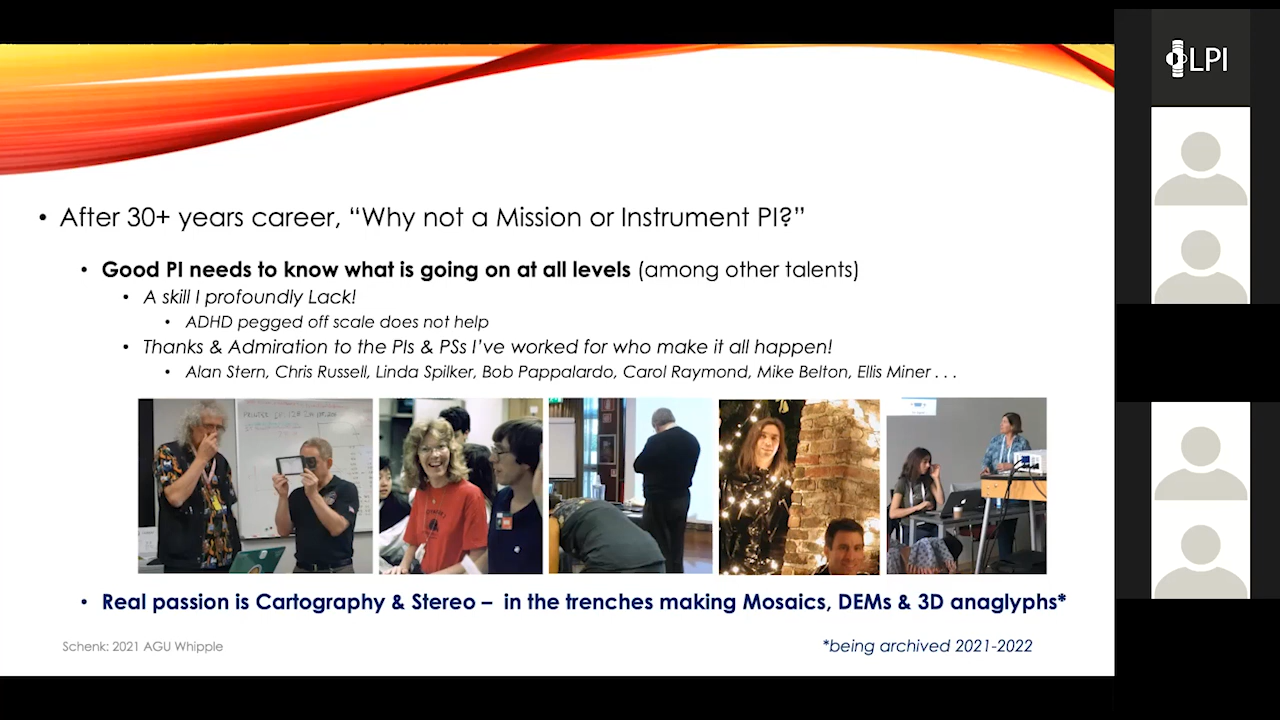 LPI
• After 30+ years career, “Why not a Mission or Instrument PI?”
• Good PI needs to know what is going on at all levels (among other talents)
• A skill I profoundly Lack!
• ADHD pegged off scale does not help
• Thanks & Admiration to the PIs & PSs I’ve worked for who make it all happen!
• Alan Stern, Chris Russell, Linda Spilker, Bob Pappalardo, Carol Raymond, Mike Belton, Ellis Miner . . .
• Real passion is Cartography & Stereo – in the trenches making Mosaics, DEMs & 3D anaglyphs*
Schenk: 2021 AGU Whipple
*being archived 2021-2022